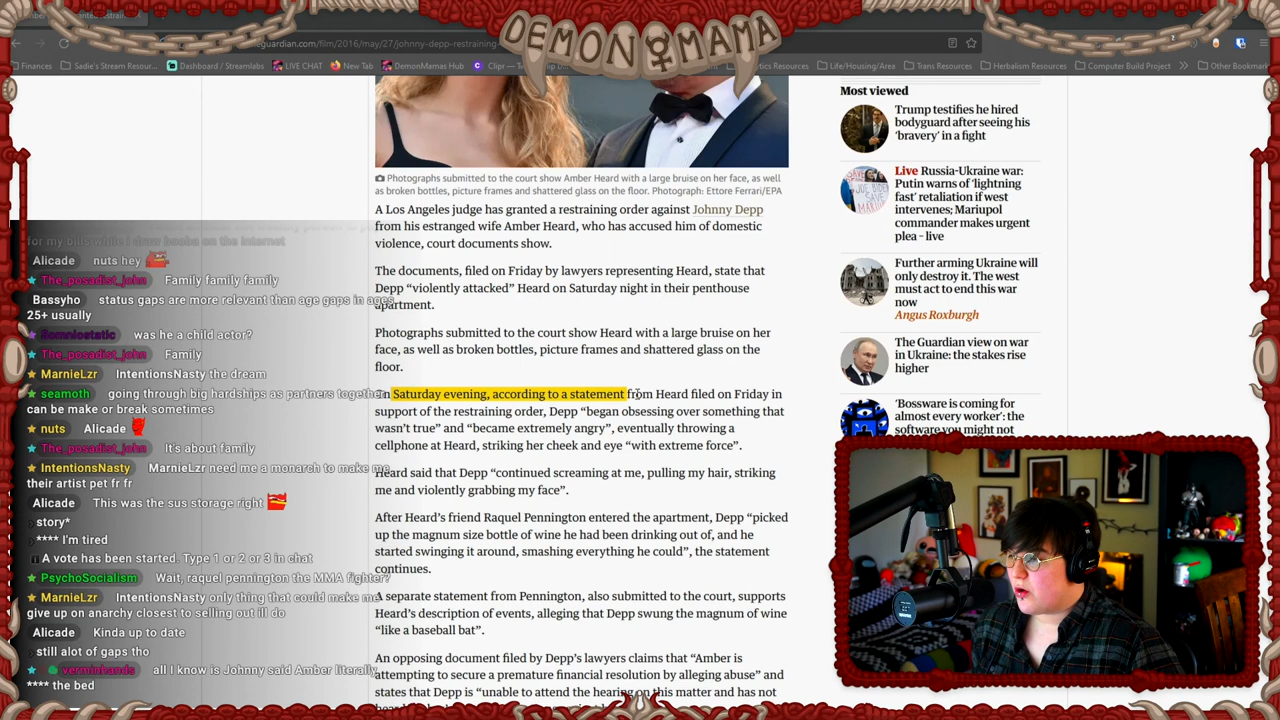 DEMON MAMA
eguardian.com/film/2016/may/27/johnny-depp-restraining-
Finances
Sadie's Stream Resour...
Dashboard / Streamlabs
LIVE CHAT
New Tab
DemonMamas Hub
Clipr —
Resources
Life/Housing/Area
Trans Resources
Herbalism Resources
Computer Build Project
Other Bookmar
Photographs submitted to the court show Amber Heard with a large bruise on her face, as well
as broken bottles, picture frames and shattered glass on the floor. Photograph: Ettore Ferrari/EPA
A Los Angeles judge has granted a restraining order against Johnny Depp
from his estranged wife Amber Heard, who has accused him of domestic
violence, court documents show.
The documents, filed on Friday by lawyers representing Heard, state that
Depp “violently attacked” Heard on Saturday night in their penthouse
apartment.
Photographs submitted to the court show Heard with a large bruise on her
face, as well as broken bottles, picture frames and shattered glass on the
floor.
On Saturday evening, according to a statement from Heard filed on Friday in
support of the restraining order, Depp “began obsessing over something that
wasn’t true” and “became extremely angry”, eventually throwing a
cellphone at Heard, striking her cheek and eye “with extreme force”.
Heard said that Depp “continued screaming at me, pulling my hair, striking
me and violently grabbing my face”.
After Heard’s friend Raquel Pennington entered the apartment, Depp “picked
up the magnum size bottle of wine he had been drinking out of, and he
started swinging it around, smashing everything he could”, the statement
continues.
A separate statement from Pennington, also submitted to the court, supports
Heard’s description of events, alleging that Depp swung the magnum of wine
“like a baseball bat”.
An opposing document filed by Depp’s lawyers claims that “Amber is
attempting to secure a premature financial resolution by alleging abuse” and
states that Depp is “unable to attend the hearing on this matter and has not
Most viewed
Trump testifies he hired
bodyguard after seeing his
‘bravery’ in a fight
Live Russia-Ukraine war:
Putin warns of ‘lightning
fast’ retaliation if west
intervenes; Mariupol
commander makes urgent
plea – live
Further arming Ukraine will
only destroy it. The west
must act to end this war
now
Angus Roxburgh
The Guardian view on war
in Ukraine: the stakes rise
higher
‘Bossware is coming for
almost every worker’: the
software you might not
for my bills while i draw booba on the internet
Alicade nuts hey
The_posadist_john Family family family
Bassyho status gaps are more relevant than age gaps in ages
25+ usually
Somniostatic was he a child actor?
The_posadist_john Family
MarnieLzr IntentionsNasty the dream
seamoth going through big hardships as partners together
can be make or break sometimes
nuts Alicade
The_posadist_john It's about family
IntentionsNasty MarnieLzr need me a monarch to make me
their artist pet fr fr
Alicade This was the sus storage right
story*
**** I'm tired
A vote has been started. Type 1 or 2 or 3 in chat
PsychoSocialism Wait, raquel pennington the MMA fighter?
MarnieLzr IntentionsNasty only thing that could make me
give up on anarchy closest to selling out ill do
Alicade Kinda up to date
still alot of gaps tho
verminhunds all I know is Johnny said Amber literally
**** the bed